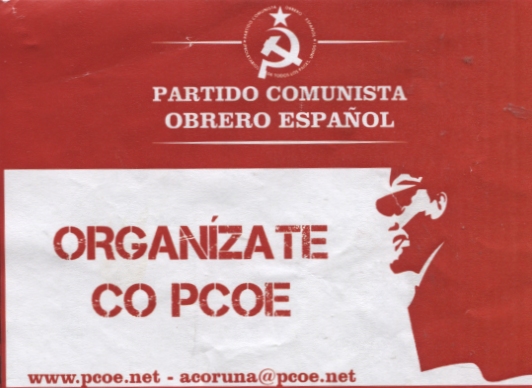 PARTIDO COMUNISTA
OBRERO ESPAÑOL
ORGANÍZATE
CO PCOE
www.pcoe.net - acoruna@pcoe.net